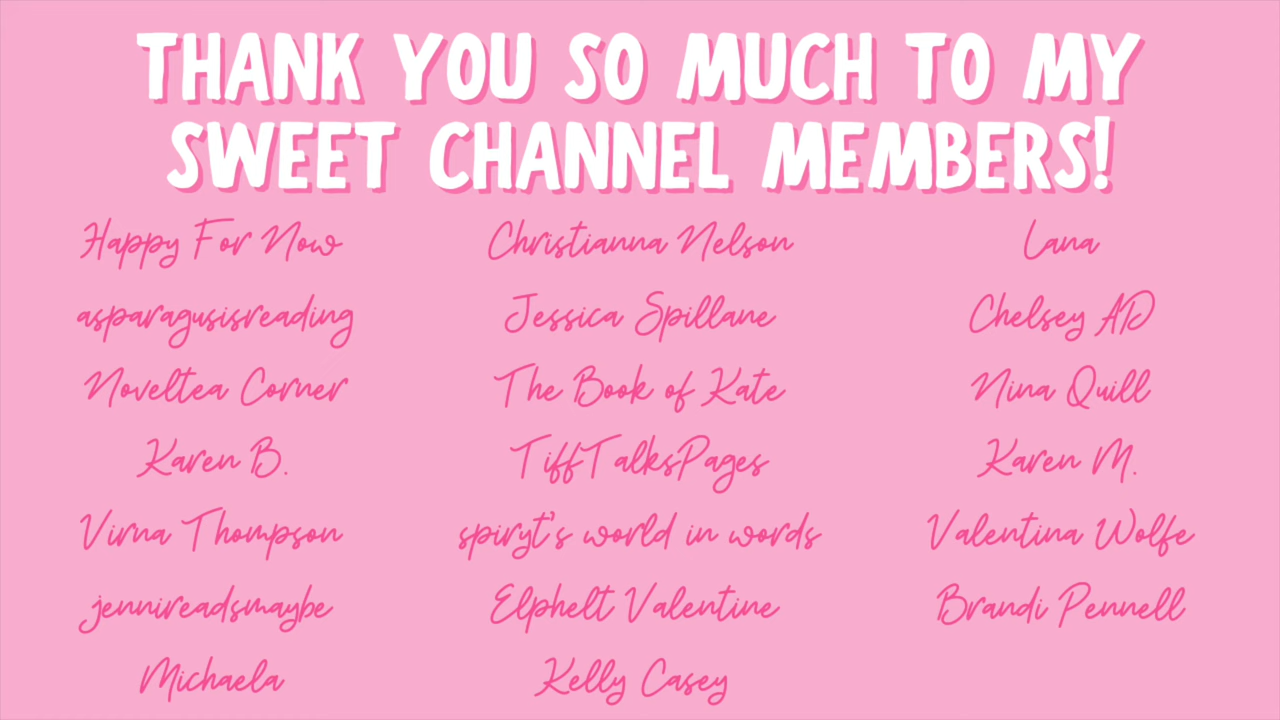 THANK YOU SO MUCH TO MY
SWEET CHANNEL MEMBERS!
Happy For Now
Christianna Nelson
Lana
asparagusisreading
Jessica Spillane
Chelsey AD
Noveltea Corner
The Book of Kate
Nina Quill
Karen B.
TiffTalksPages
Karen M.
Virna Thompson
spiryt's world in words
Valentina Wolfe
jennireadsmaybe
Elphelt Valentine
Brandi Pennell
Michaela
Kelly Casey